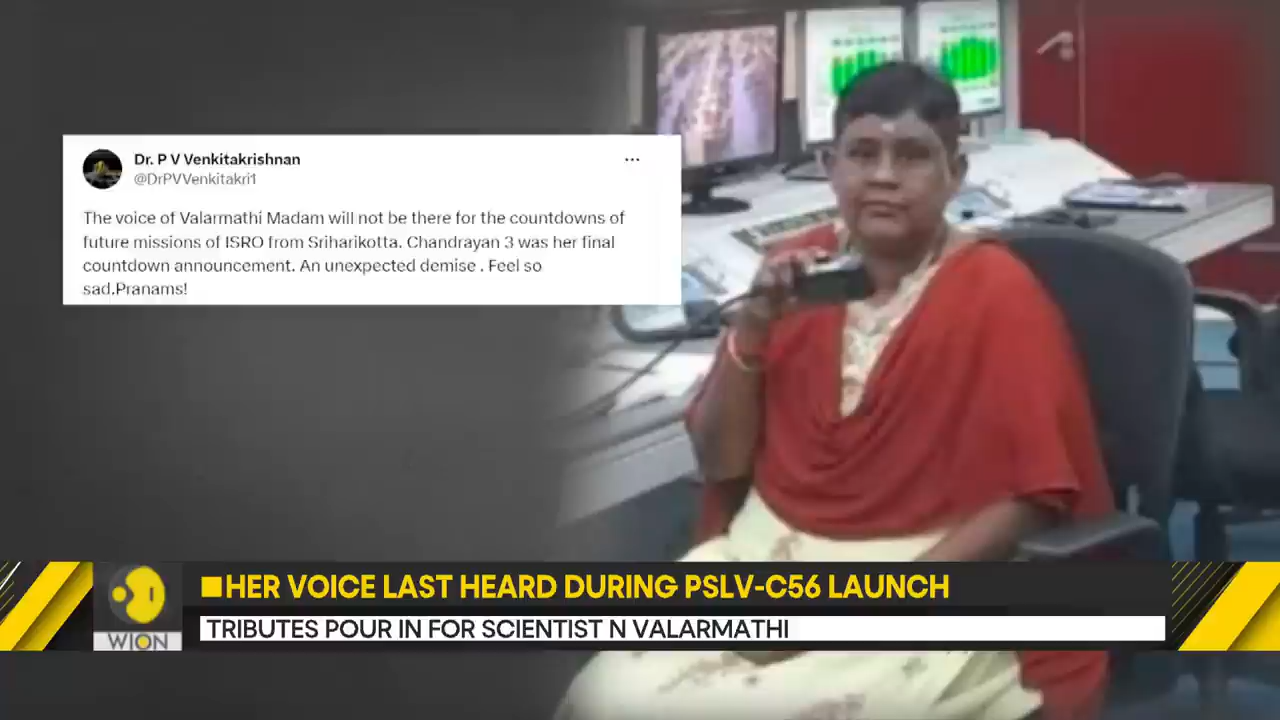 Dr. P V Venkitakrishnan
@DrPVVenkitakri1
The voice of Valarmathi Madam will not be there for the countdowns of
future missions of ISRO from Sriharikotta. Chandrayan 3 was her final
countdown announcement. An unexpected demise . Feel so
sad.Pranams!
HER VOICE LAST HEARD DURING PSLV-C56 LAUNCH
TRIBUTES POUR IN FOR SCIENTIST N VALARMATHI
WION